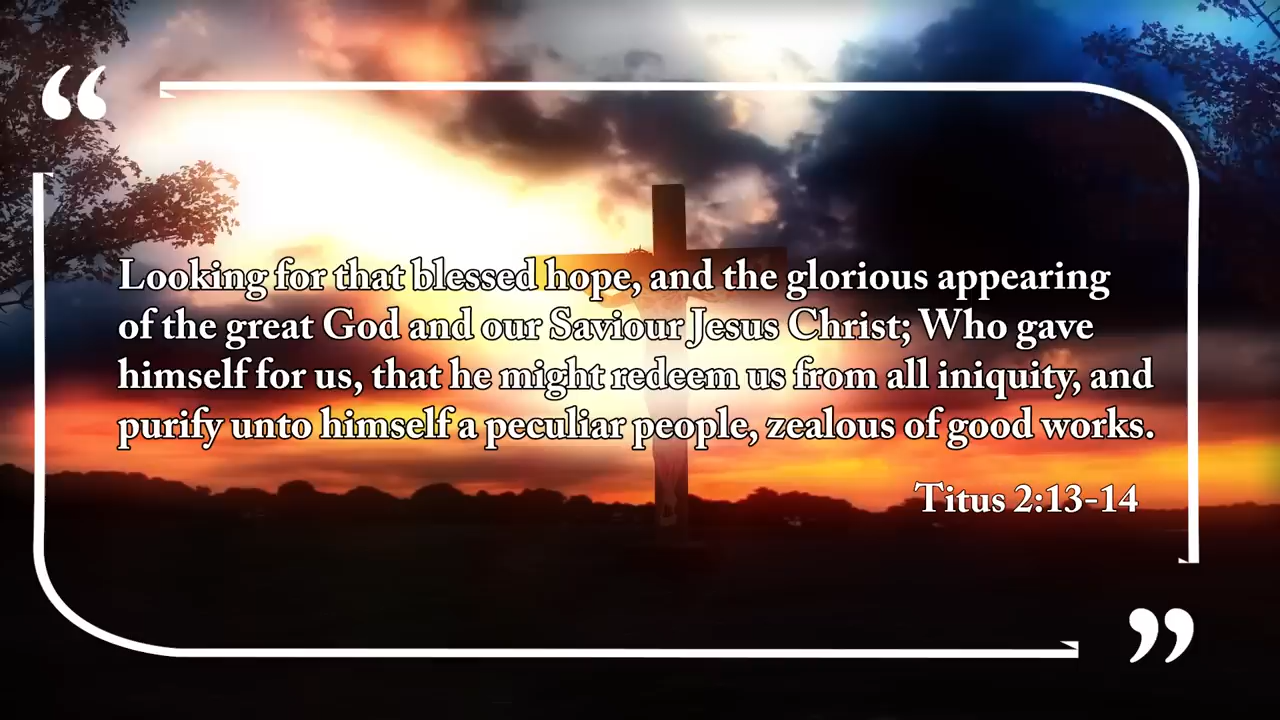 “
Looking for that blessed hope, and the glorious appearing
of the great God and our Saviour Jesus Christ; Who gave
himself for us, that he might redeem us from all iniquity, and
purify unto himself a peculiar people, zealous of good works.
Titus 2:13-14
”